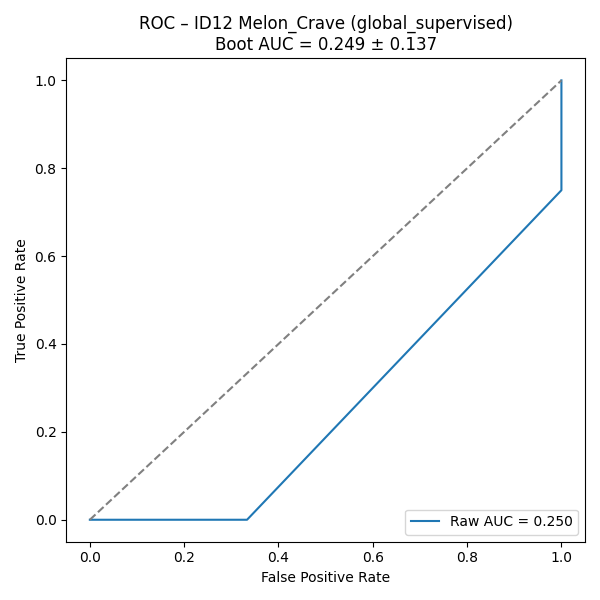 ROC – ID12 Melon_Crave (global_supervised)
Boot AUC = 0.249 ± 0.137
True Positive Rate
1.0
0.8
0.6
0.4
0.2
0.0
Raw AUC = 0.250
0.0 0.2 0.4 0.6 0.8 1.0
False Positive Rate